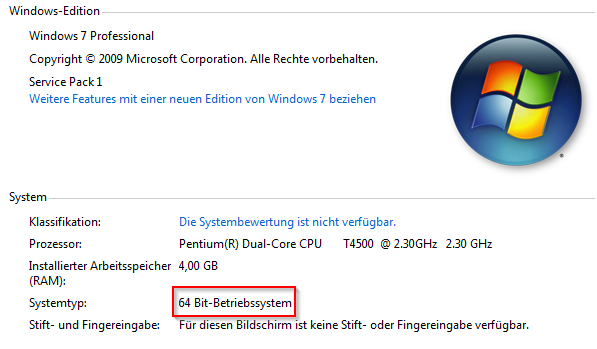 Windows-Edition
Windows 7 Professional
Copyright © 2009 Microsoft Corporation. Alle Rechte vorbehalten.
Service Pack 1
Weitere Features mit einer neuen Edition von Windows 7 beziehen
System
Klassifikation: Die Systembewertung ist nicht verfügbar.
Prozessor: Pentium(R) Dual-Core CPU T4500 @ 2.30GHz 2.30 GHz
Installierter Arbeitsspeicher 4,00 GB
(RAM):
Systemtyp: 64 Bit-Betriebssystem
Stift- und Fingereingabe: Für diesen Bildschirm ist keine Stift- oder Fingereingabe verfügbar.